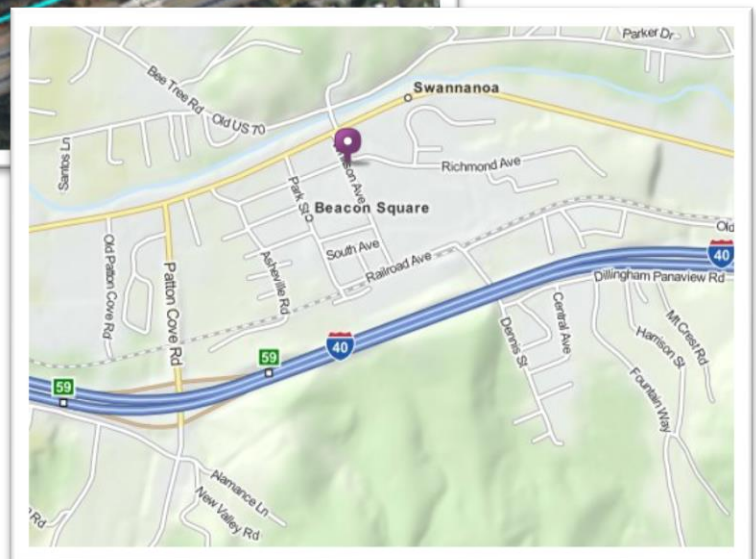 Parker Dr
Bee Tree Rd
Swannanoa
Old US 70
Santos Ln
Richmond Ave
Park St
Beacon Square
Old
South Ave
Old Patton Cove Rd
Patton Cove Rd
Asheville Rd
Railroad Ave
40
Dillingham Panaview Rd
Central Ave
Mt Crest Rd
Harrison St
40
Dennis St
59
59
Fountain Way
Alamance Ln
New Valley Rd
Rd